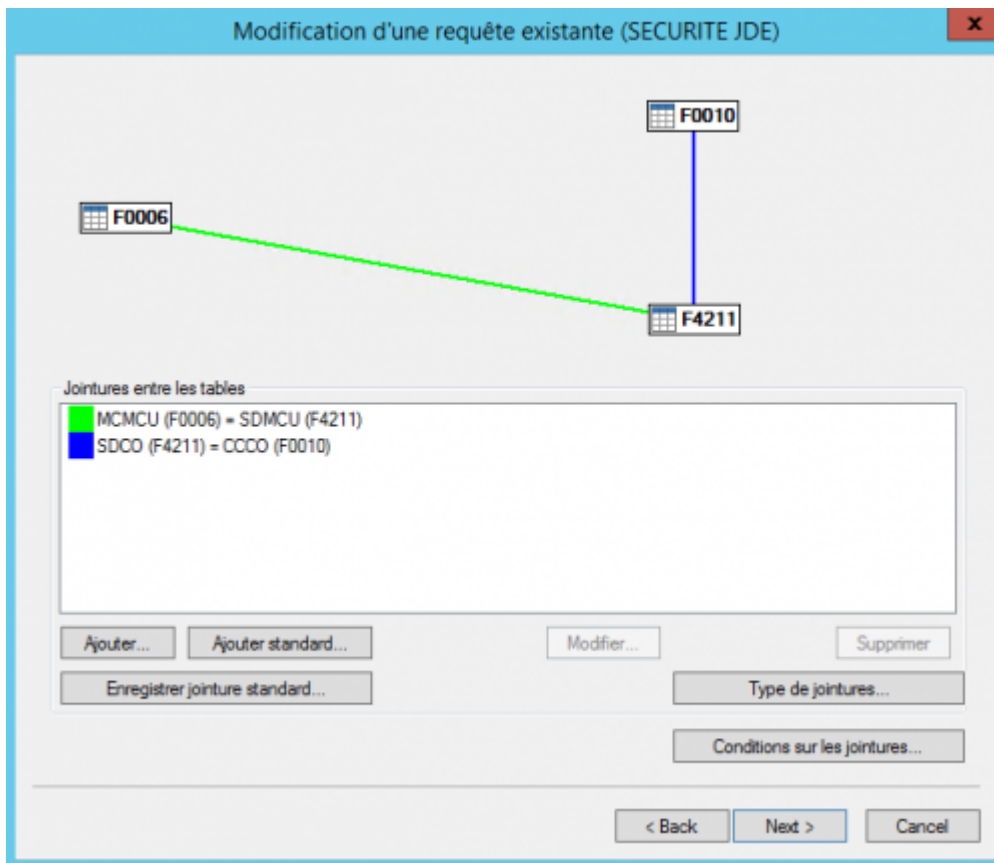 Modification d'une requête existante (SECURITE JDE)
x
F0010
F0006
F4211
Jointures entre les tables
MCMCU (F0006) = SDMCU (F4211)
SDCO (F4211) = CCCO (F0010)
Ajouter... Ajouter standard... Modifier... Supprimer
Enregistrer jointure standard... Type de jointures...
Conditions sur les jointures...
< Back Next > Cancel